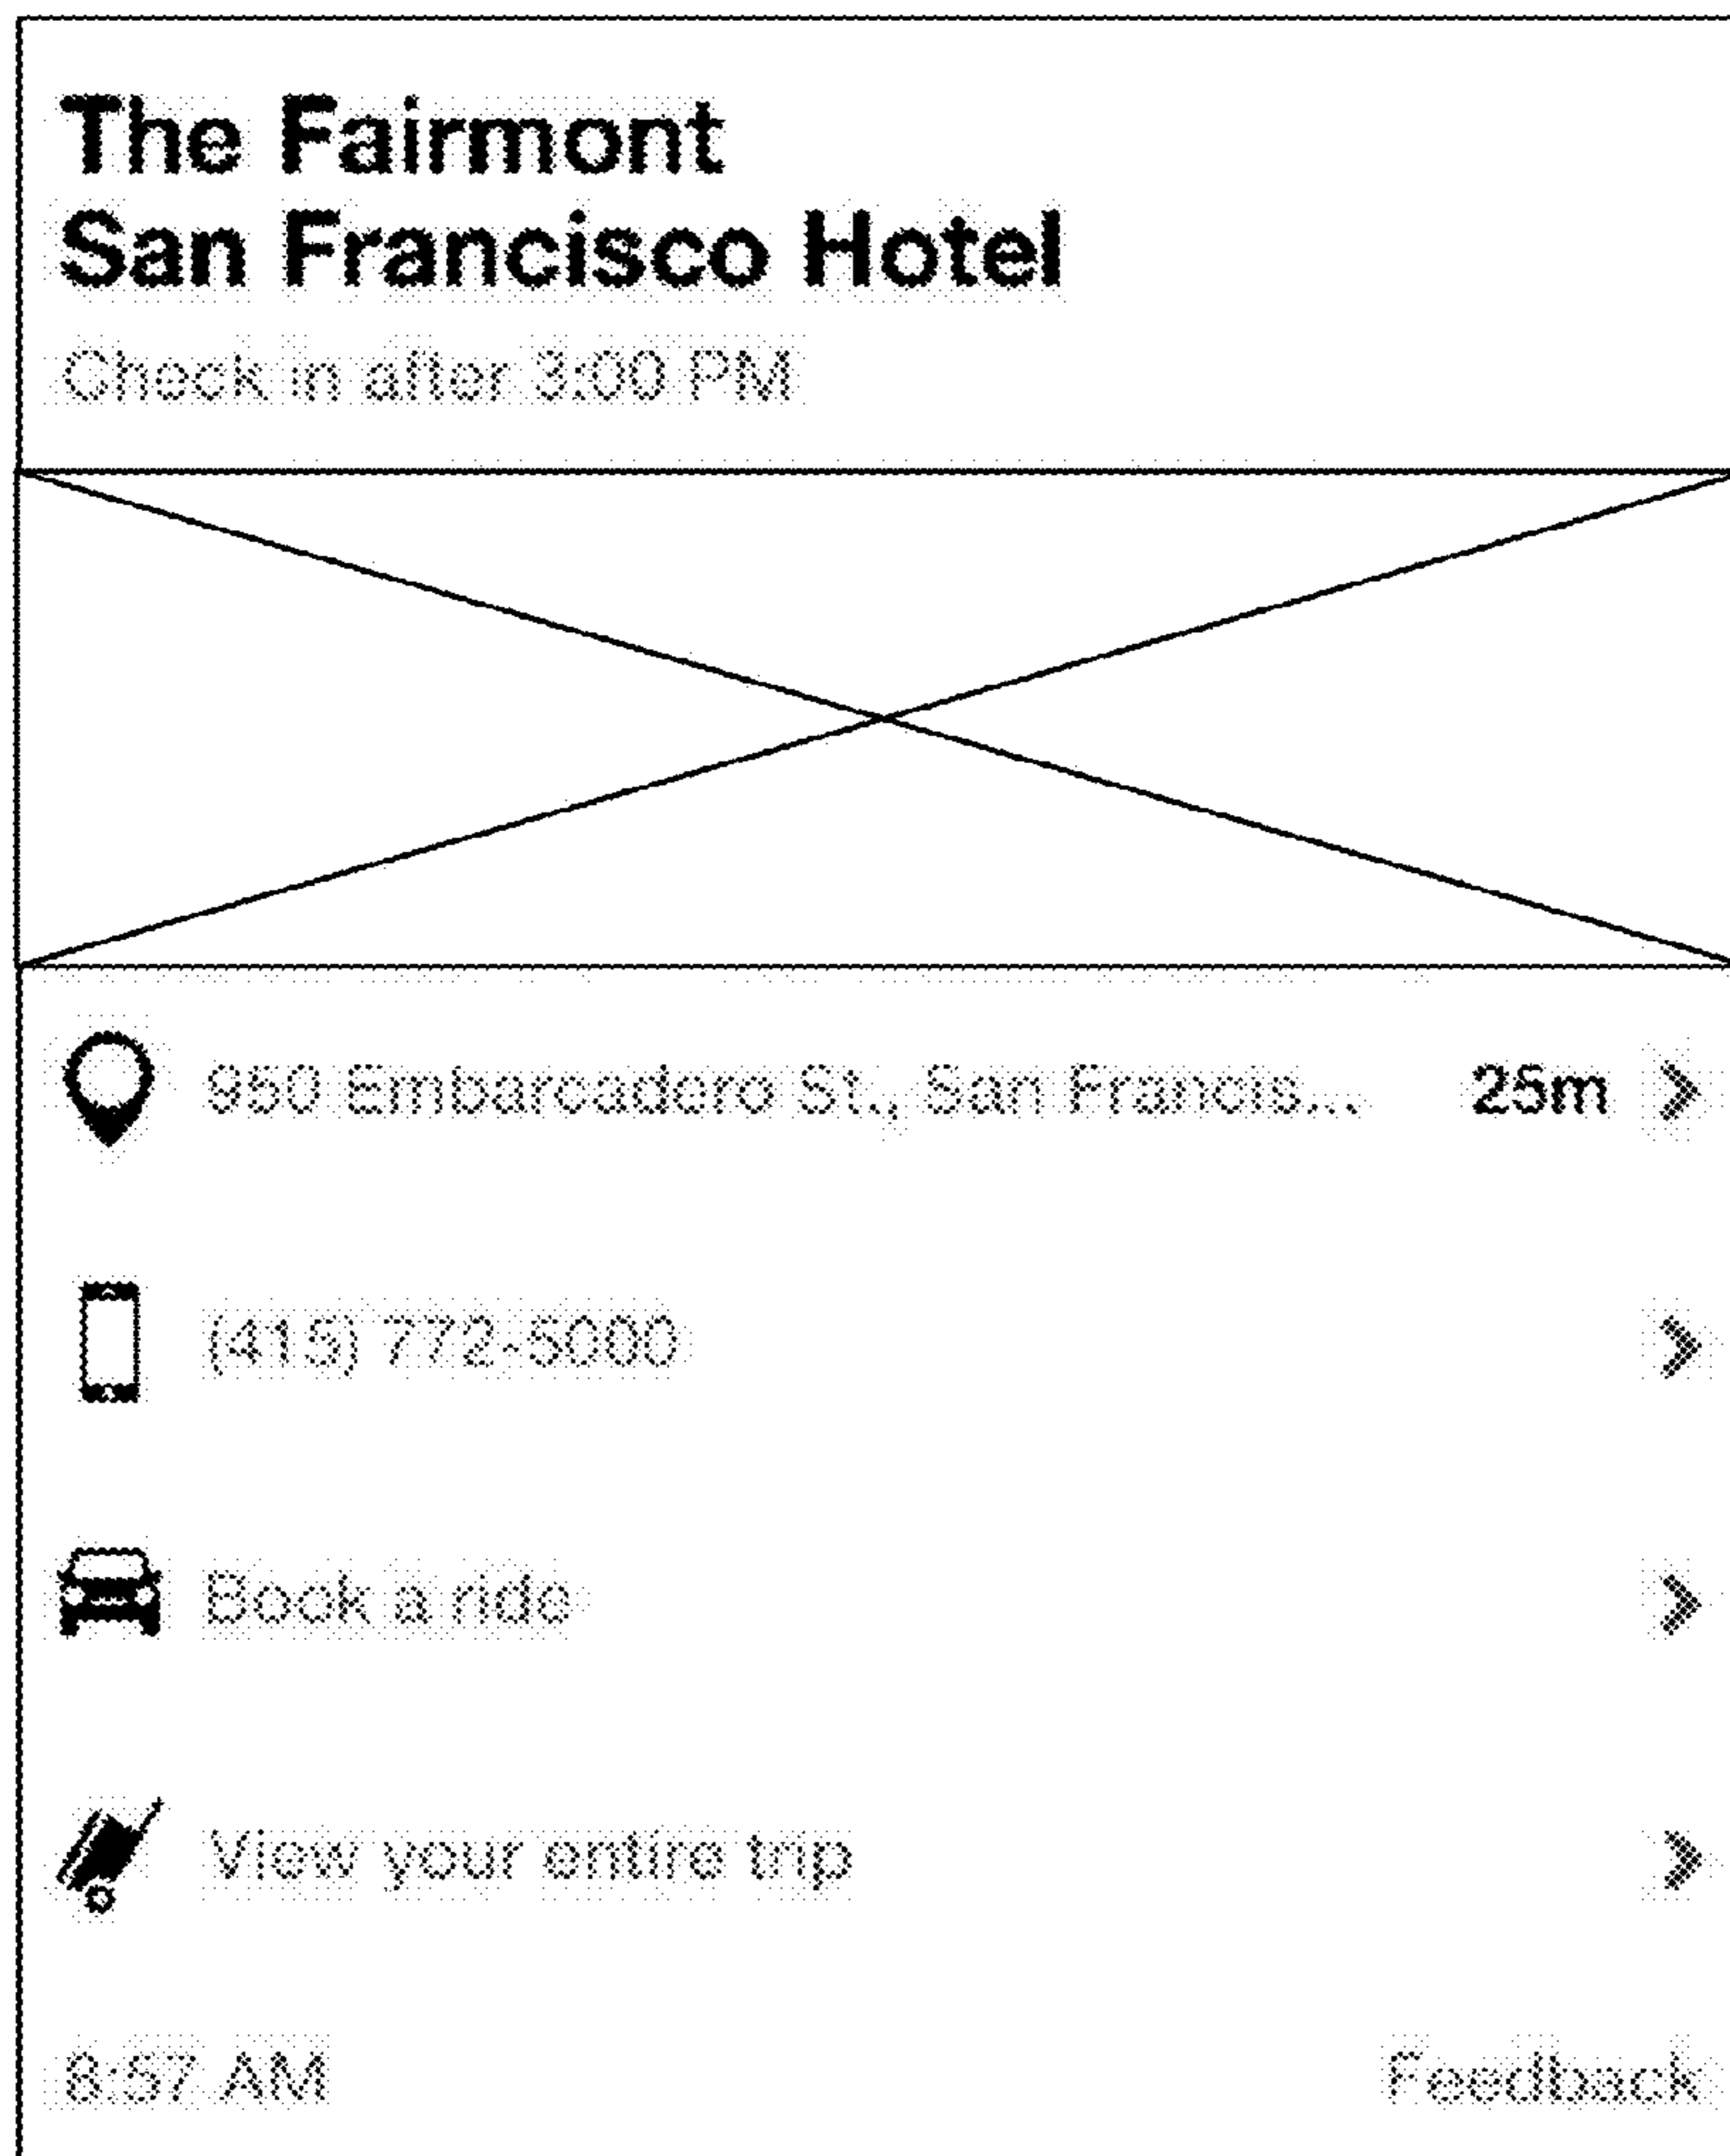 The Fairmont
San Francisco Hotel
Check in after 3:00 PM
950 Embarcadero St., San Francis... 25m
(415) 772-5000
Book a ride
View your entire trip
8:57 AM Feedback